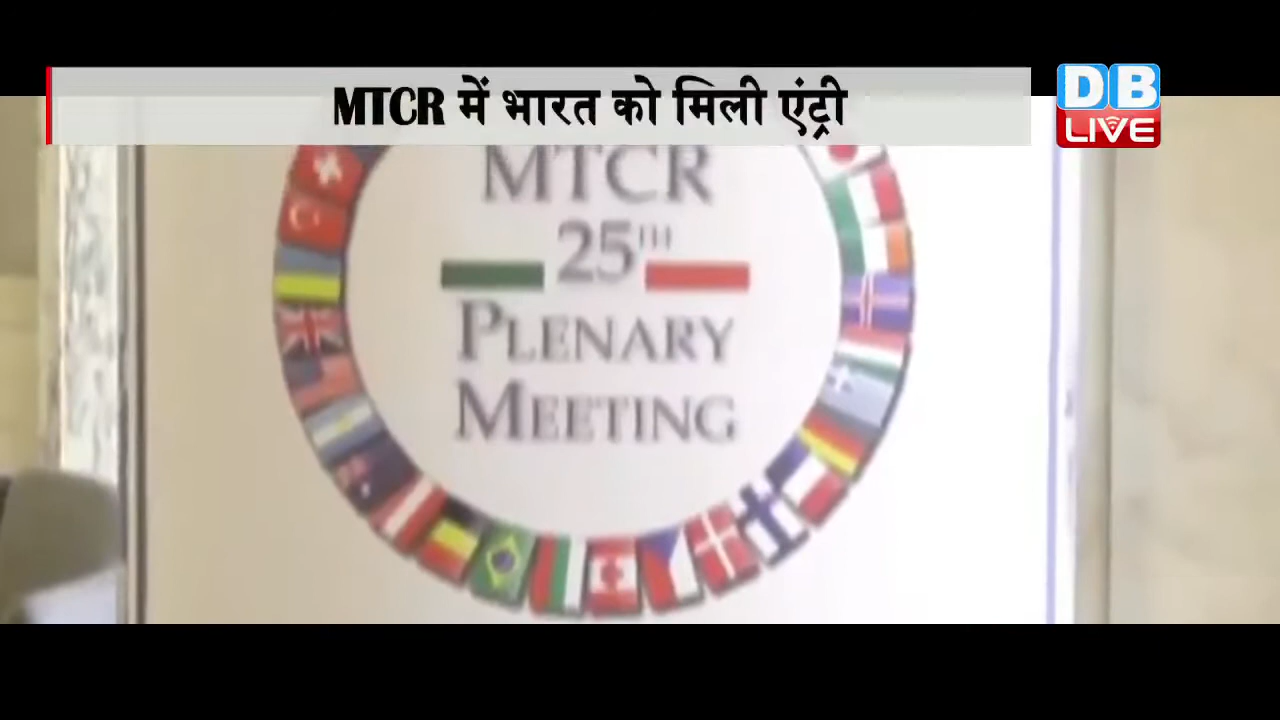 MTCR में भारत को मिली एंट्री
DB
LIVE
MTCR
25TH
PLENARY
MEETING